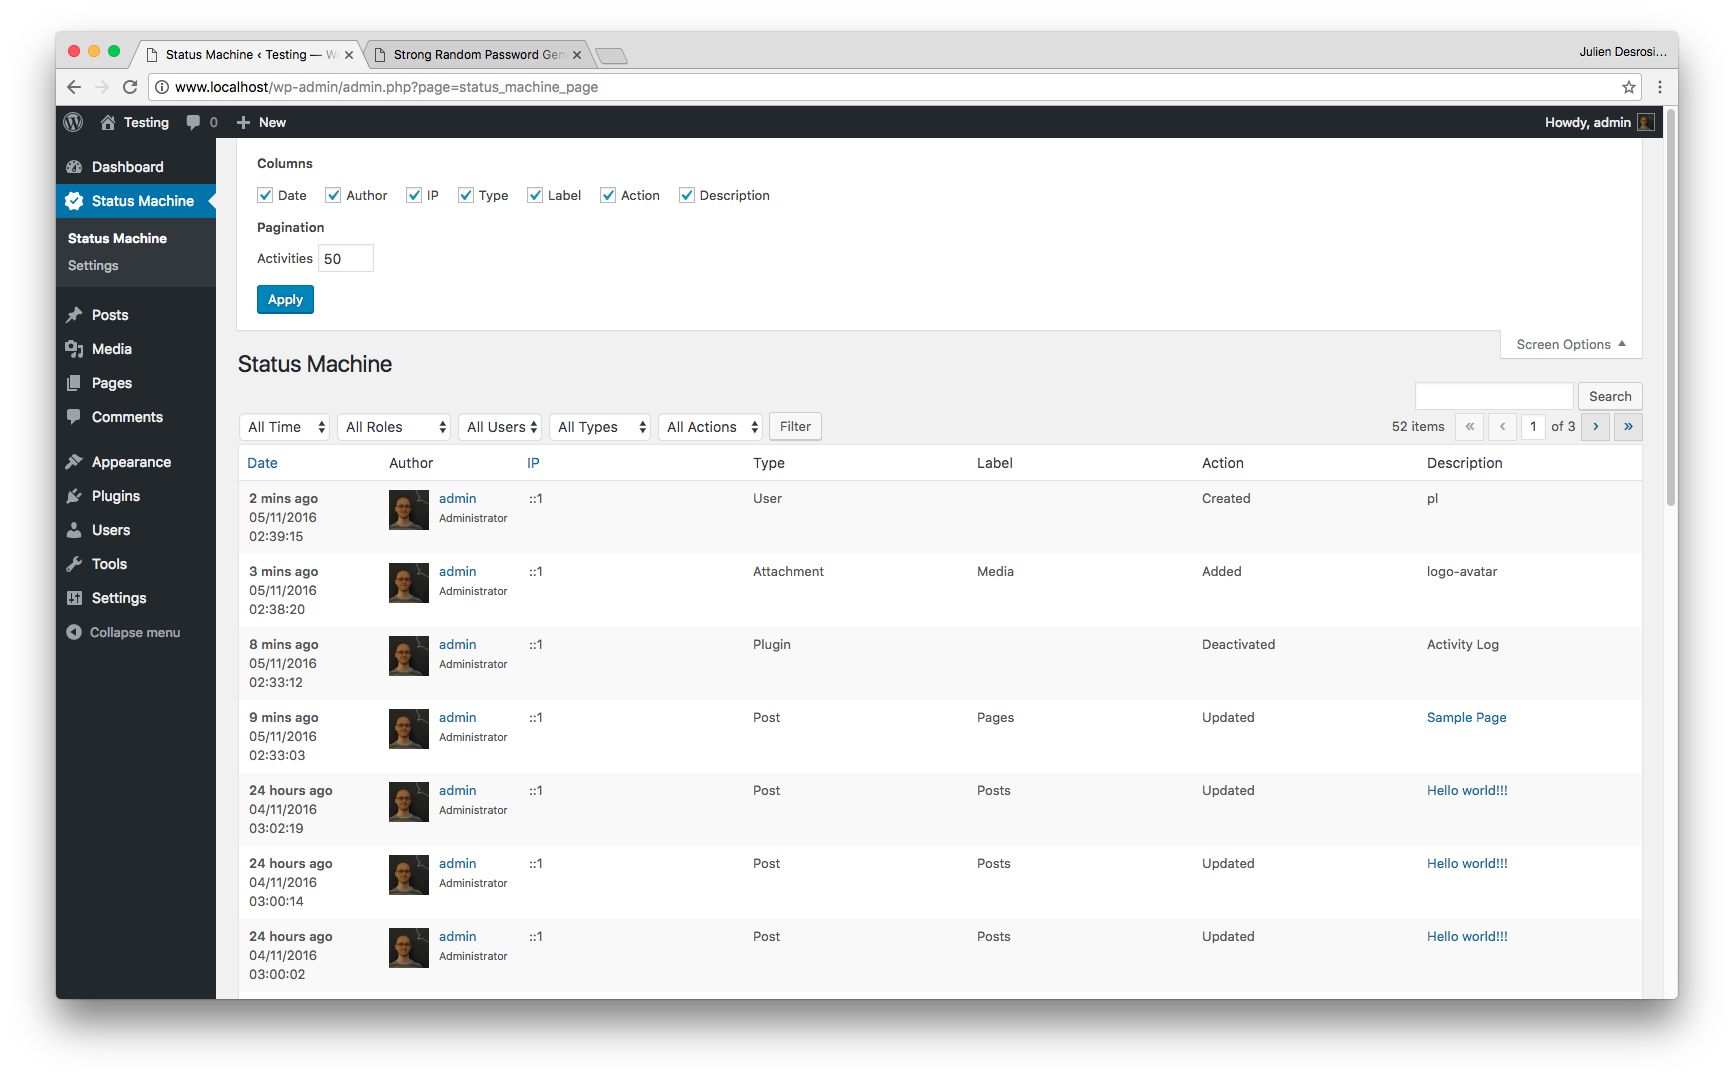 Status Machine ‹ Testing — W
Strong Random Password Gen
Julien Desrosi…
www.localhost/wp-admin/admin.php?page=status_machine_page
Testing 0 New
Howdy, admin
Dashboard
Status Machine
Status Machine
Settings
Posts
Media
Pages
Comments
Appearance
Plugins
Users
Tools
Settings
Collapse menu
Columns
Date Author IP Type Label Action Description
Pagination
Activities 50
Apply
Screen Options
Status Machine
Search
All Time All Roles All Users All Types All Actions Filter
52 items « ‹ 1 of 3 › »
Date Author IP Type Label Action Description
2 mins ago admin ::1 User Created pl
05/11/2016 Administrator
02:39:15
3 mins ago admin ::1 Attachment Media Added logo-avatar
05/11/2016 Administrator
02:38:20
8 mins ago admin ::1 Plugin Deactivated Activity Log
05/11/2016 Administrator
02:33:12
9 mins ago admin ::1 Post Pages Updated Sample Page
05/11/2016 Administrator
02:33:03
24 hours ago admin ::1 Post Posts Updated Hello world!!!
04/11/2016 Administrator
03:02:19
24 hours ago admin ::1 Post Posts Updated Hello world!!!
04/11/2016 Administrator
03:00:14
24 hours ago admin ::1 Post Posts Updated Hello world!!!
04/11/2016 Administrator
03:00:02